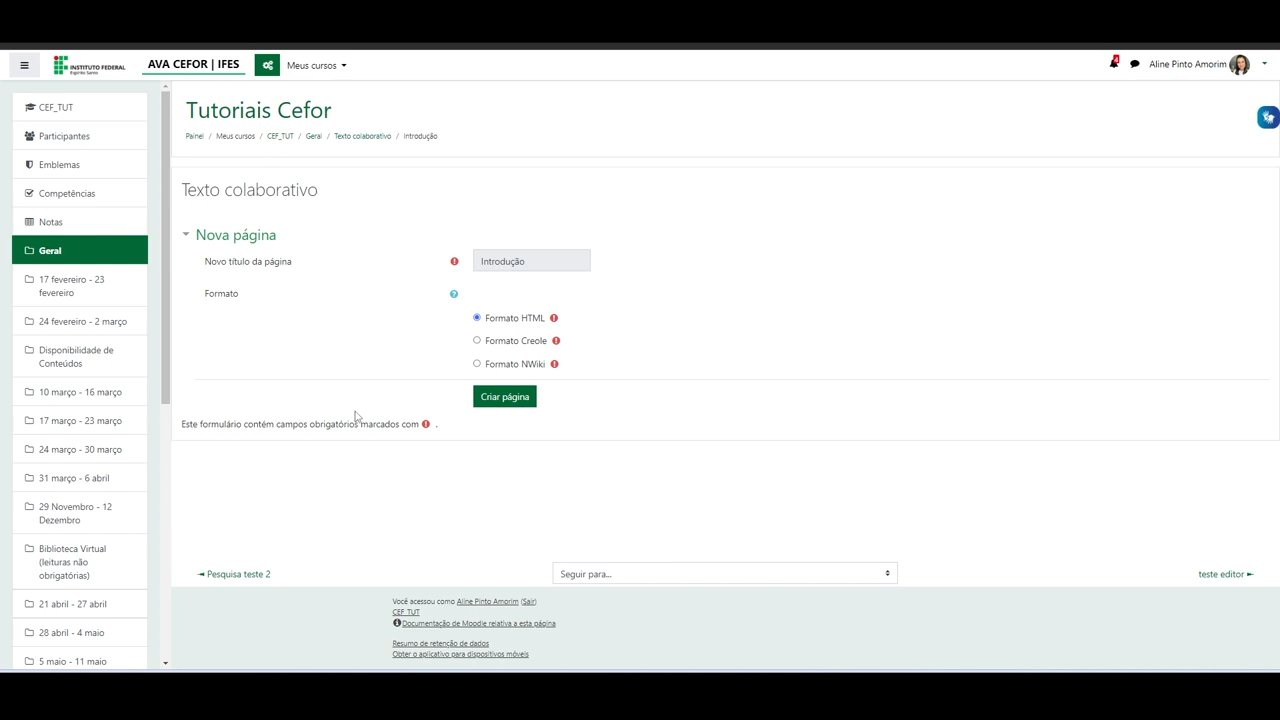 INSTITUTO FEDERAL
Espírito Santo
AVA CEFOR | IFES
Meus cursos
4
Aline Pinto Amorim
CEF_TUT
Participantes
Emblemas
Competências
Notas
Geral
17 fevereiro - 23
fevereiro
24 fevereiro - 2 março
Disponibilidade de
Conteúdos
10 março - 16 março
17 março - 23 março
24 março - 30 março
31 março - 6 abril
29 Novembro - 12
Dezembro
Biblioteca Virtual
(leituras não
obrigatórias)
21 abril - 27 abril
28 abril - 4 maio
5 maio - 11 maio
Tutoriais Cefor
Painel / Meus cursos / CEF_TUT / Geral / Texto colaborativo / Introdução
Texto colaborativo
Nova página
Novo título da página
Introdução
Formato
Formato HTML
Formato Creole
Formato NWiki
Criar página
Este formulário contém campos obrigatórios marcados com .
◄ Pesquisa teste 2
Seguir para...
teste editor ►
Você acessou como Aline Pinto Amorim (Sair)
CEF_TUT
Documentação de Moodle relativa a esta página
Resumo de retenção de dados
Obter o aplicativo para dispositivos móveis